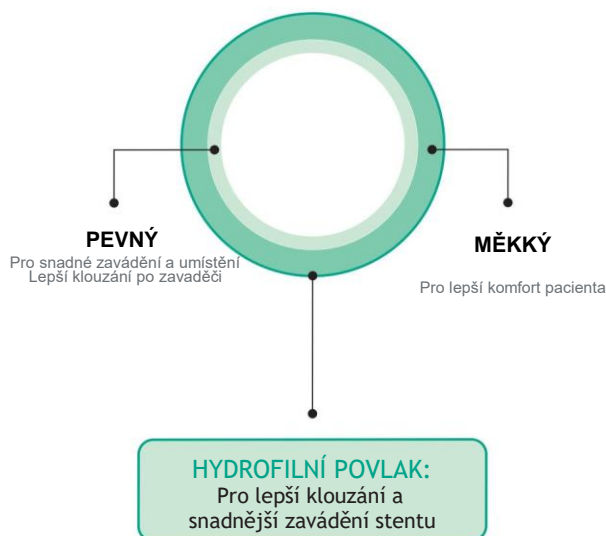 PEVNÝ
Pro snadné zavádění a umístění
Lepší klouzání po zavaděči
MĚKKÝ
Pro lepší komfort pacienta
HYDROFILNÍ POVLAK:
Pro lepší klouzání a
snadnější zavádění stentu